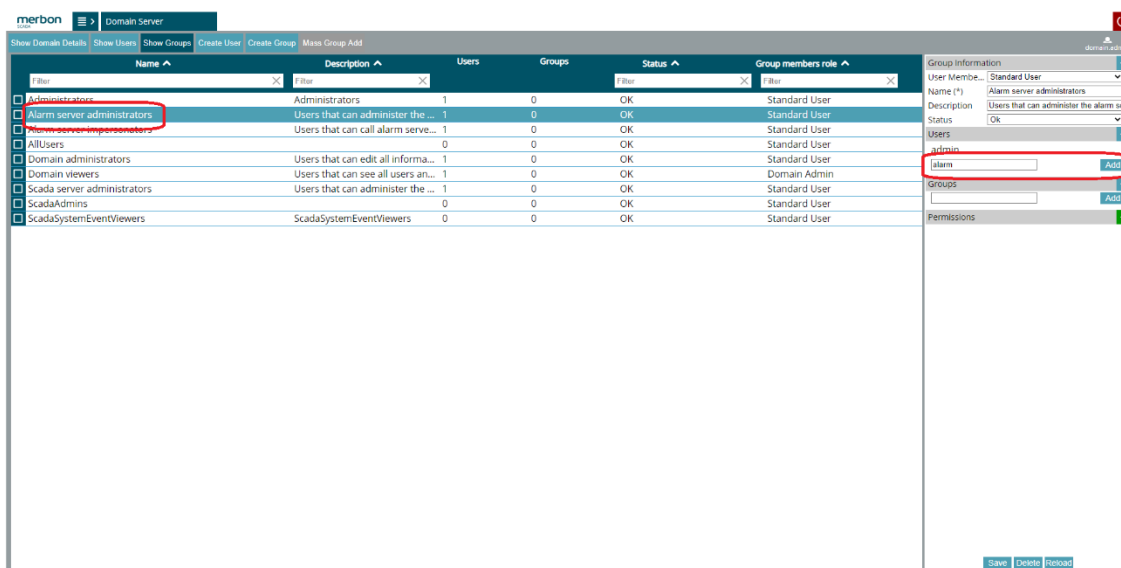 merbon
SCADA
Domain Server
Show Domain Details Show Users Show Groups Create User Create Group Mass Group Add
Name Description Users Groups Status Group members role
Filter Filter Filter Filter
Administrators Administrators 1 0 OK Standard User
Alarm server administrators Users that can administer the ... 1 0 OK Standard User
Alarm server impersonators Users that can call alarm serve... 1 0 OK Standard User
AllUsers 0 0 OK Standard User
Domain administrators Users that can edit all informa... 1 0 OK Standard User
Domain viewers Users that can see all users an... 1 0 OK Domain Admin
Scada server administrators Users that can administer the ... 1 0 OK Standard User
ScadaAdmins 0 0 OK Standard User
ScadaSystemEventViewers ScadaSystemEventViewers 0 0 OK Standard User
domain.adm
Group Information
User Membe... Standard User
Name (*) Alarm server administrators
Description Users that can administer the alarm se
Status Ok
Users
admin
alarm Add
Groups
Add
Permissions
Save Delete Reload